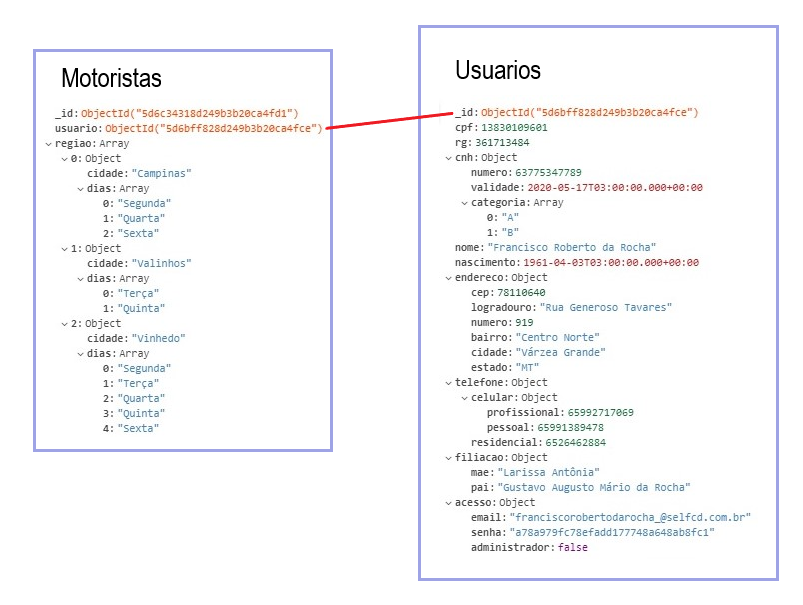 Motoristas
_id: ObjectId("5d6c34318d249b3b20ca4fd1")
usuario: ObjectId("5d6bff828d249b3b20ca4fce")
regiao: Array
0: Object
cidade: "Campinas"
dias: Array
0: "Segunda"
1: "Quarta"
2: "Sexta"
1: Object
cidade: "Valinhos"
dias: Array
0: "Terça"
1: "Quinta"
2: Object
cidade: "Vinhedo"
dias: Array
0: "Segunda"
1: "Terça"
2: "Quarta"
3: "Quinta"
4: "Sexta"
Usuarios
_id: ObjectId("5d6bff828d249b3b20ca4fce")
cpf: 13830109601
rg: 361713484
cnh: Object
numero: 63775347789
validade: 2020-05-17T03:00:00.000+00:00
categoria: Array
0: "A"
1: "B"
nome: "Francisco Roberto da Rocha"
nascimento: 1961-04-03T03:00:00.000+00:00
endereco: Object
cep: 78110640
logradouro: "Rua Generoso Tavares"
numero: 919
bairro: "Centro Norte"
cidade: "Várzea Grande"
estado: "MT"
telefone: Object
celular: Object
profissional: 65992717069
pessoal: 65991389478
residencial: 6526462884
filiacao: Object
mae: "Larissa Antônia"
pai: "Gustavo Augusto Mário da Rocha"
acesso: Object
email: "franciscorobertodarocha_@selfcd.com.br"
senha: "a78a979fc78efadd177748a648ab8fc1"
administrador: false